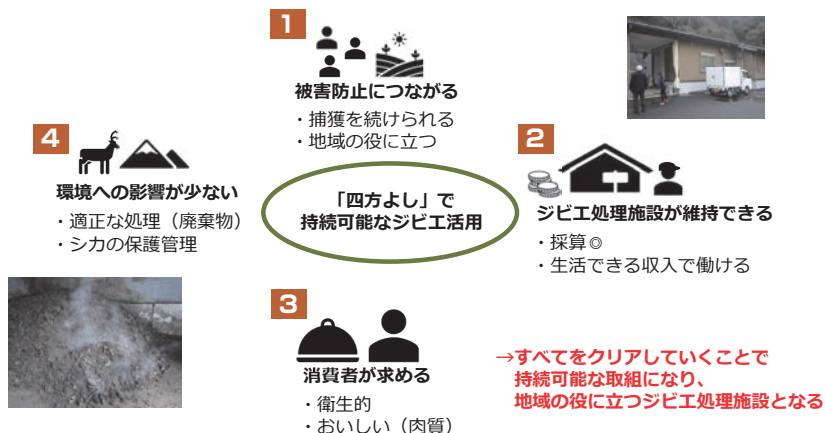 1
被害防止につながる
・捕獲を続けられる
・地域の役に立つ
4
環境への影響が少ない
・適正な処理（廃棄物）
・シカの保護管理
「四方よし」で
持続可能なジビエ活用
2
ジビエ処理施設が維持できる
・採算◎
・生活できる収入で働ける
3
消費者が求める
・衛生的
・おいしい（肉質）
→すべてをクリアしていくことで
持続可能な取組になり、
地域の役に立つジビエ処理施設となる